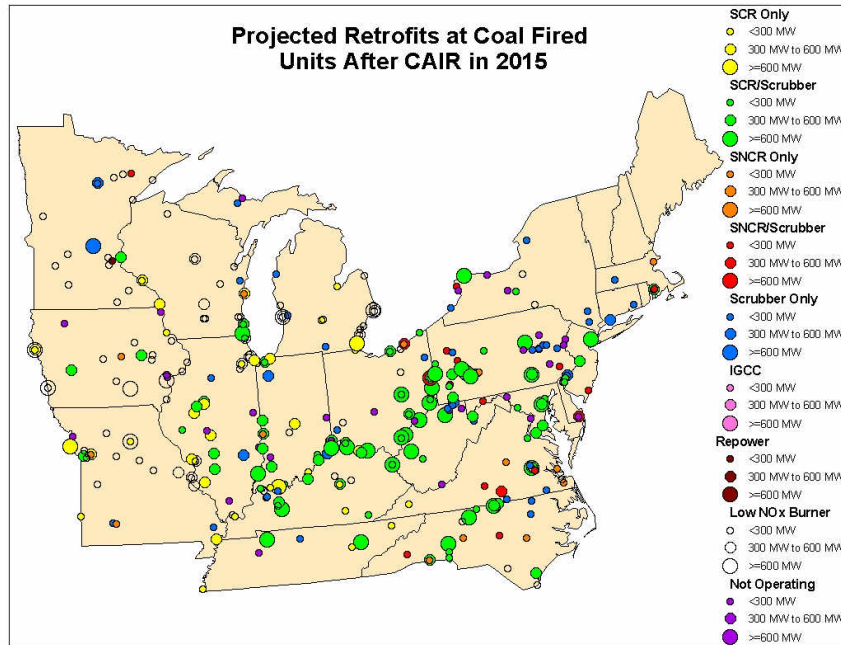 Projected Retrofits at Coal Fired
Units After CAIR in 2015
SCR Only
<300 MW
300 MW to 600 MW
>=600 MW
SCR/Scrubber
<300 MW
300 MW to 600 MW
>=600 MW
SNCR Only
<300 MW
300 MW to 600 MW
>=600 MW
SNCR/Scrubber
<300 MW
300 MW to 600 MW
>=600 MW
Scrubber Only
<300 MW
300 MW to 600 MW
>=600 MW
IGCC
<300 MW
300 MW to 600 MW
>=600 MW
Repower
<300 MW
300 MW to 600 MW
>=600 MW
Low NOx Burner
<300 MW
300 MW to 600 MW
>=600 MW
Not Operating
<300 MW
300 MW to 600 MW
>=600 MW